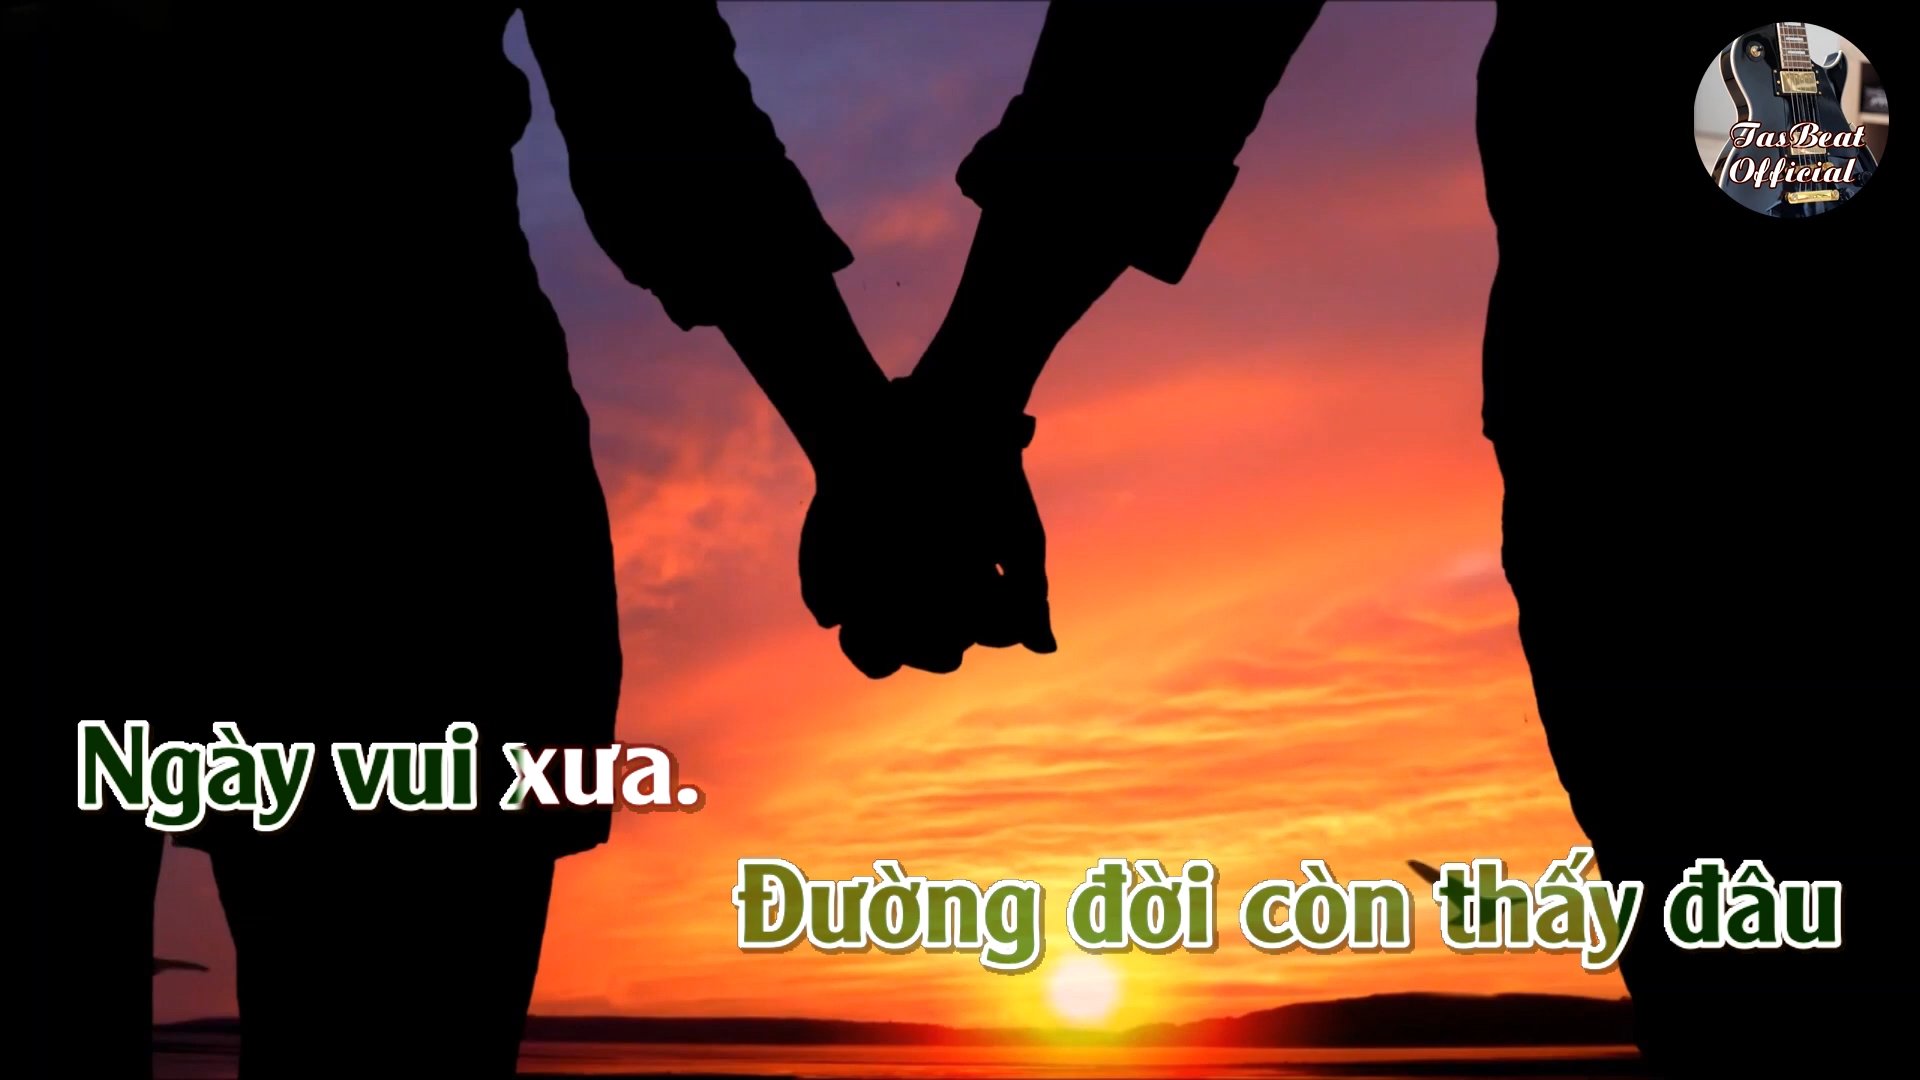 TasBeat
Official
Ngày vui xưa.
Đường đời còn thấy đâu